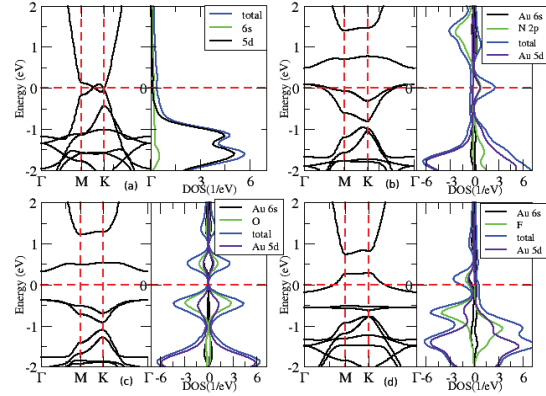 2
1
0
-1
-2
Energy (eV)
Γ M K Γ
(a)
total
6s
5d
0
0 3 6
DOS(1/eV)
2
1
0
-1
-2
Energy (eV)
Γ M K Γ
(b)
Au 6s
N 2p
total
Au 5d
0
-6 -3 0 3 6
DOS(1/eV)
2
1
0
-1
-2
Energy (eV)
Γ M K Γ
(c)
Au 6s
O
total
Au 5d
0
-6 -3 0 3 6
DOS(1/eV)
2
1
0
-1
-2
Energy (eV)
Γ M K Γ
(d)
Au 6s
F
total
Au 5d
0
-6 -3 0 3 6
DOS(1/eV)